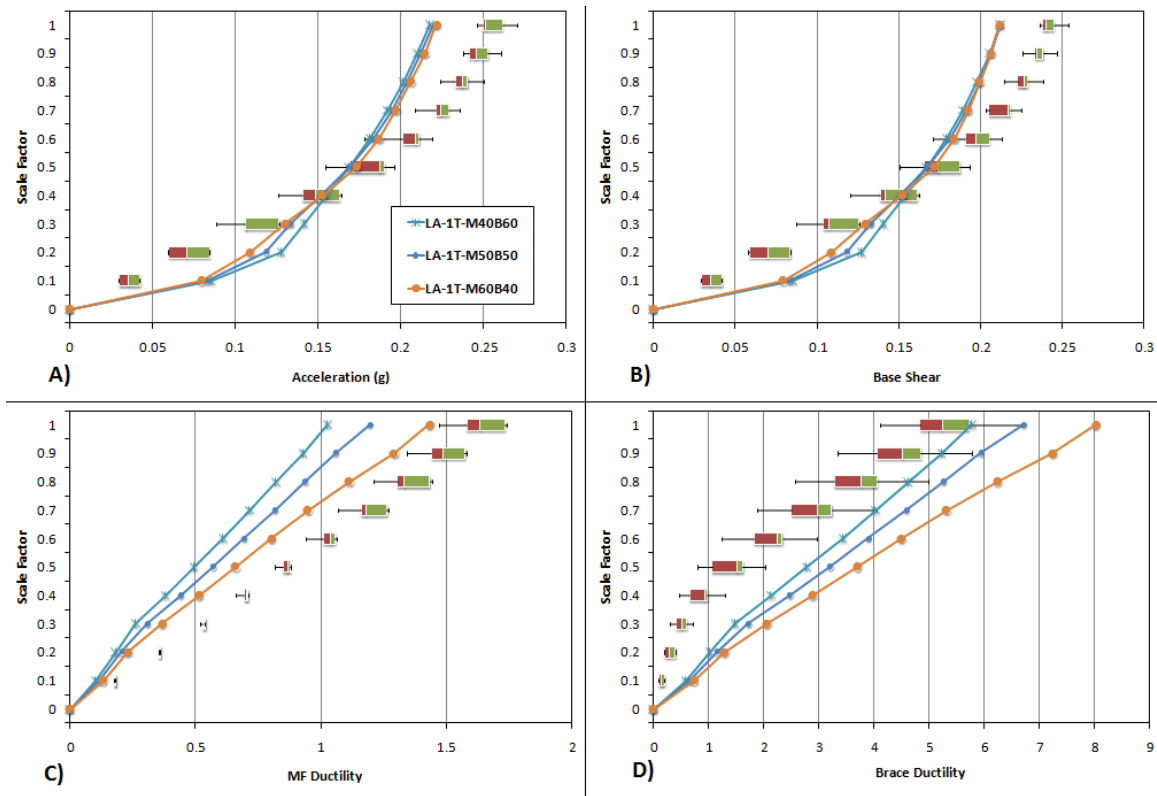 Scale Factor
1
0.9
0.8
0.7
0.6
0.5
0.4
0.3
0.2
0.1
0
LA-1T-M40B60
LA-1T-M50B50
LA-1T-M60B40
0 0.05 0.1 0.15 0.2 0.25 0.3
A) Acceleration (g)
Scale Factor
1
0.9
0.8
0.7
0.6
0.5
0.4
0.3
0.2
0.1
0
0 0.05 0.1 0.15 0.2 0.25 0.3
B) Base Shear
Scale Factor
1
0.9
0.8
0.7
0.6
0.5
0.4
0.3
0.2
0.1
0
0 0.5 1 1.5 2
C) MF Ductility
Scale Factor
1
0.9
0.8
0.7
0.6
0.5
0.4
0.3
0.2
0.1
0
0 1 2 3 4 5 6 7 8 9
D) Brace Ductility